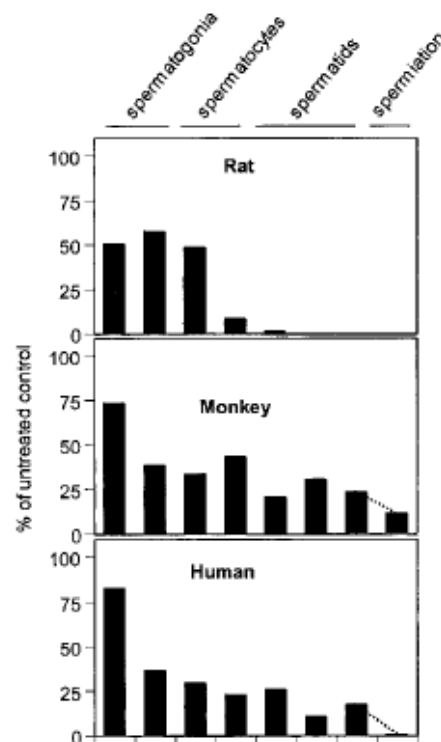 spermatogonia
spermatocytes
spermatids
spermiation
% of untreated control
100
75
50
25
0
Rat
100
75
50
25
0
Monkey
100
75
50
25
0
Human